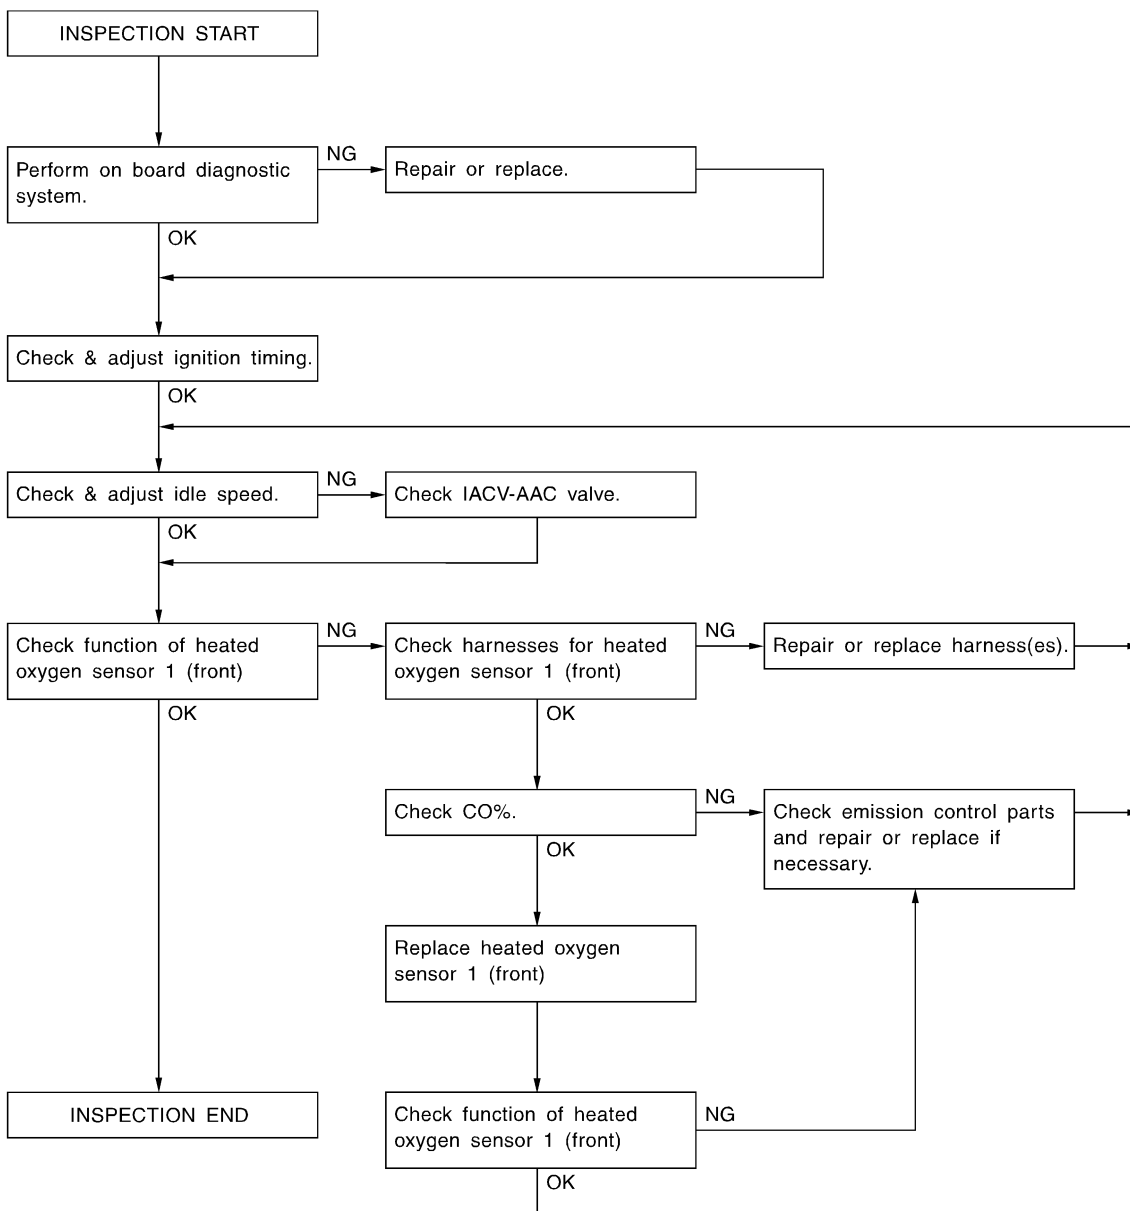 INSPECTION START
Perform on board diagnostic
system.
NG
Repair or replace.
OK
Check & adjust ignition timing.
OK
Check & adjust idle speed.
NG
Check IACV-AAC valve.
OK
Check function of heated
oxygen sensor 1 (front)
NG
Check harnesses for heated
oxygen sensor 1 (front)
NG
Repair or replace harness(es).
OK
OK
Check CO%.
NG
Check emission control parts
and repair or replace if
necessary.
OK
Replace heated oxygen
sensor 1 (front)
INSPECTION END
Check function of heated
oxygen sensor 1 (front)
NG
OK